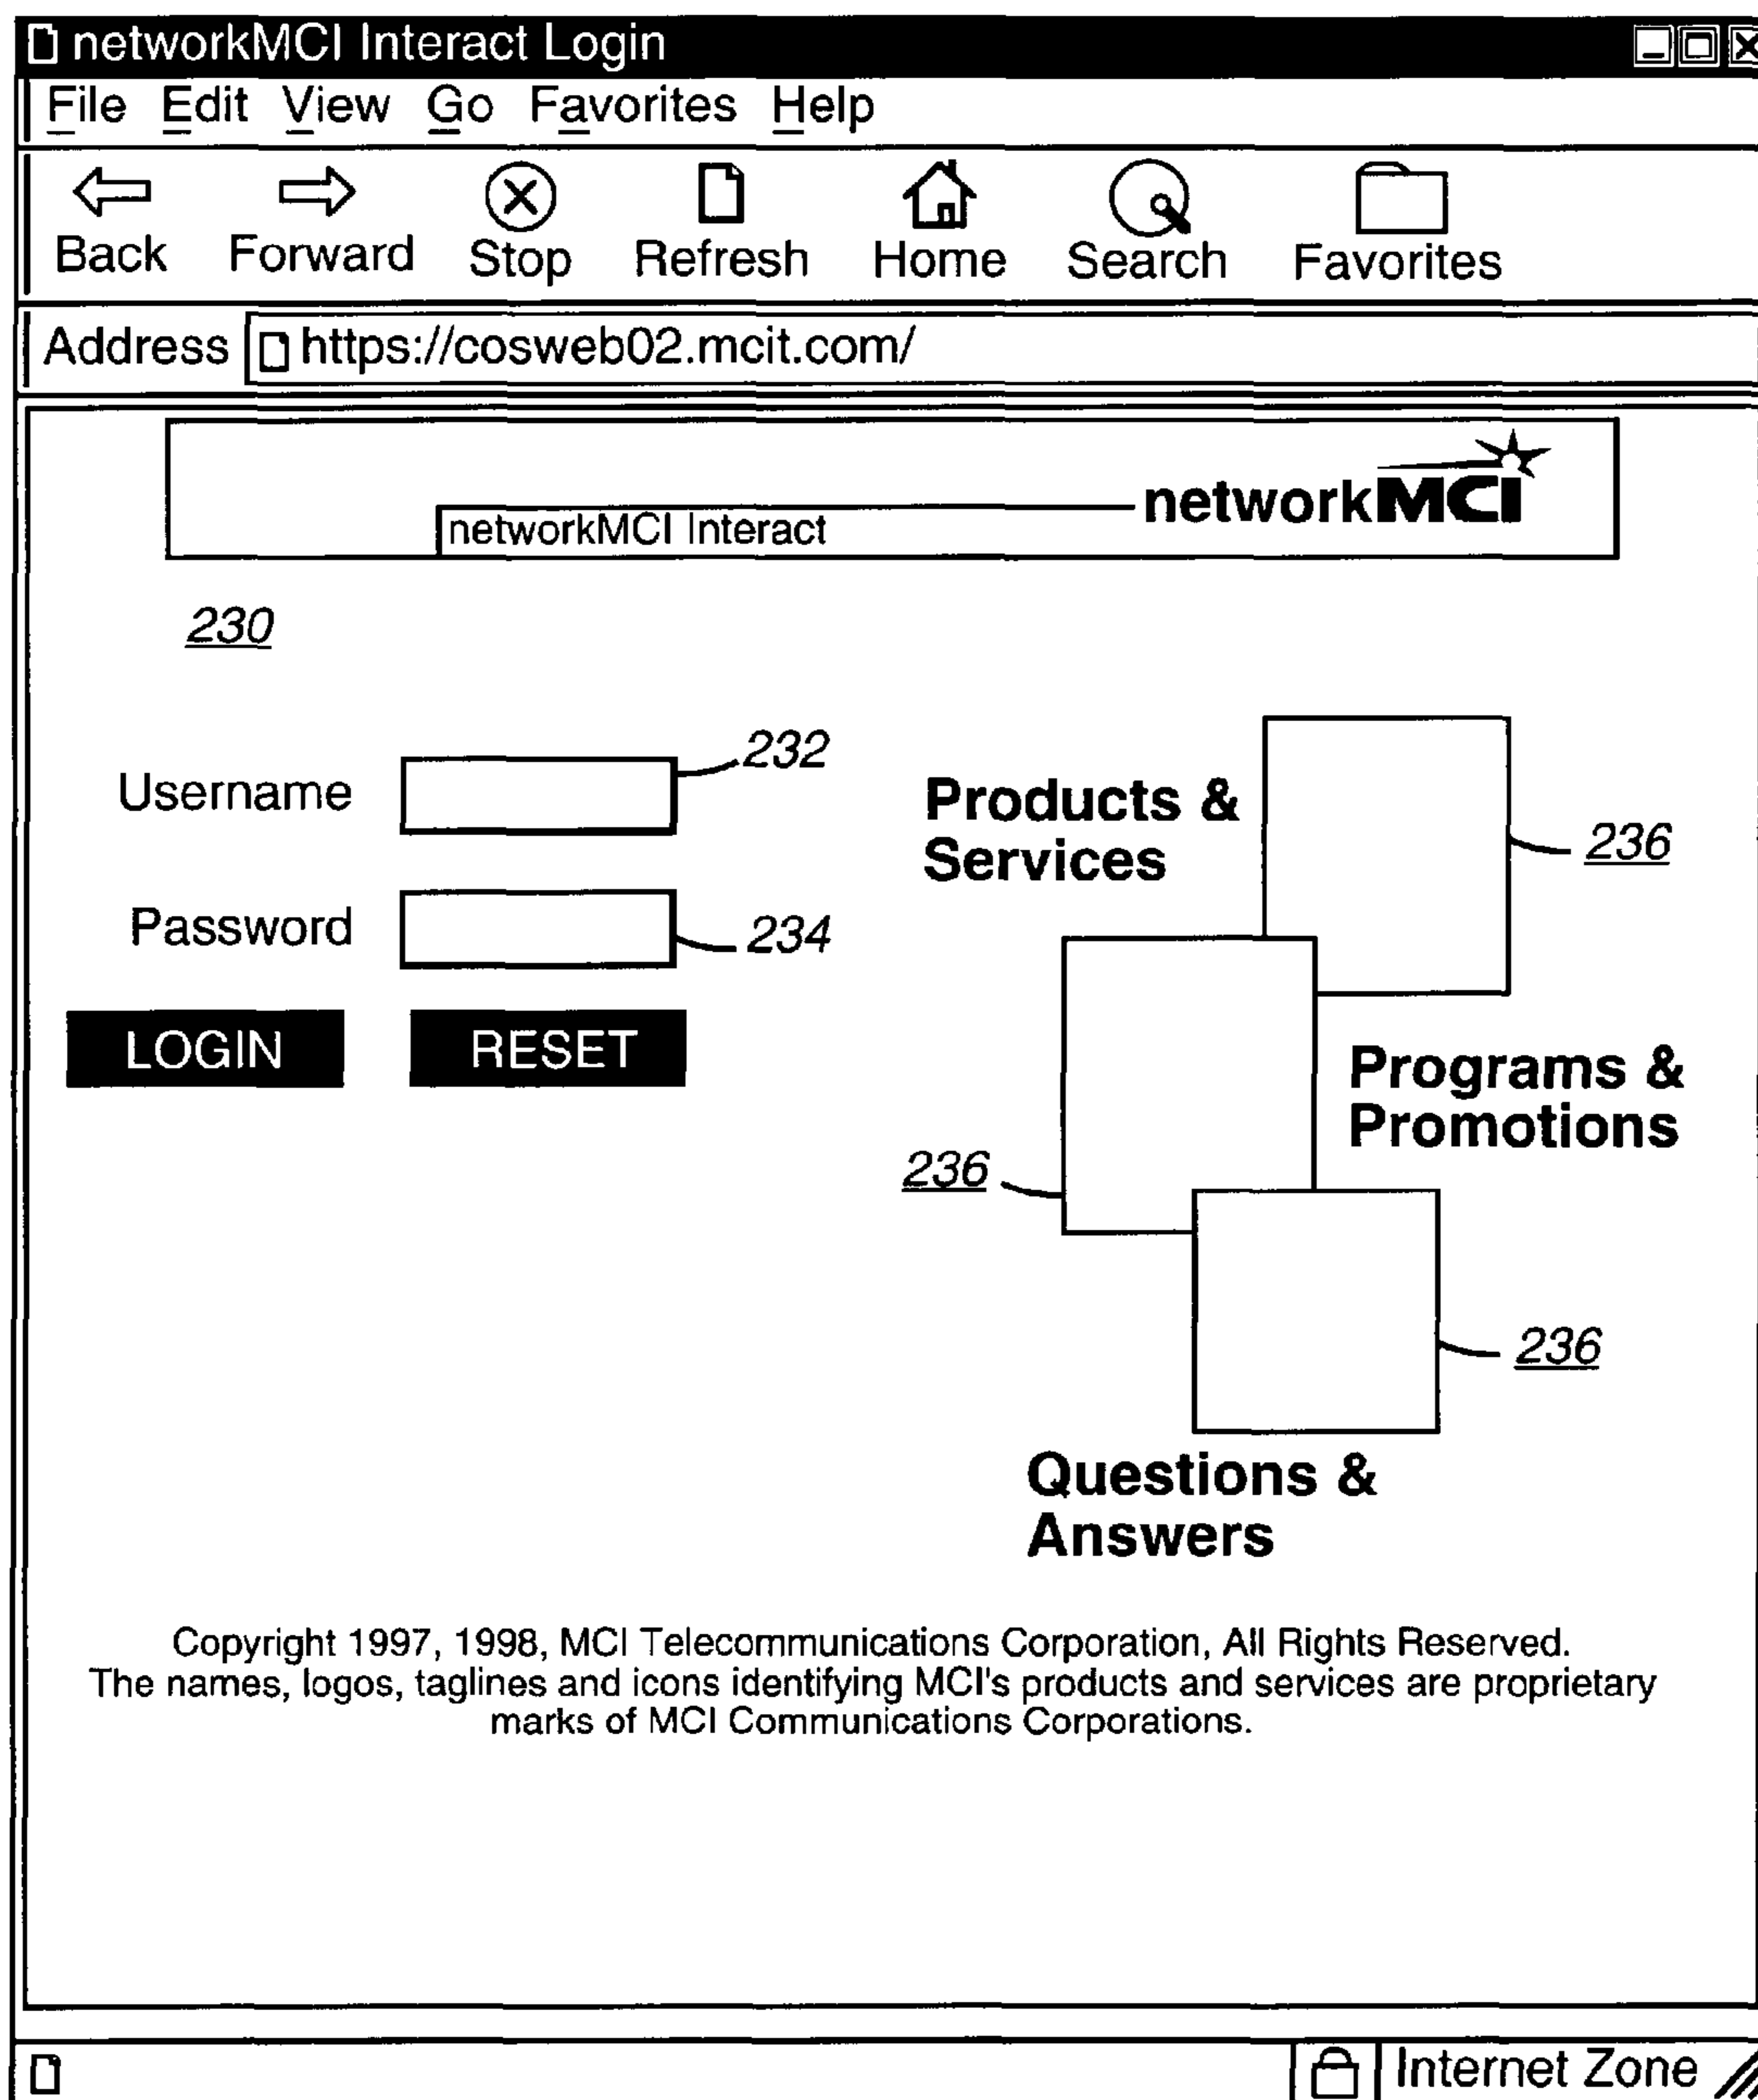 networkMCI Interact Login
File Edit View Go Favorites Help
Back Forward Stop Refresh Home Search Favorites
Address https://cosweb02.mcit.com/
networkMCI
networkMCI Interact
230
Username 232
Password 234
LOGIN RESET
Products &
Services
236
Programs &
Promotions
236
236
Questions &
Answers
Copyright 1997, 1998, MCI Telecommunications Corporation, All Rights Reserved.
The names, logos, taglines and icons identifying MCI's products and services are proprietary
marks of MCI Communications Corporations.
Internet Zone